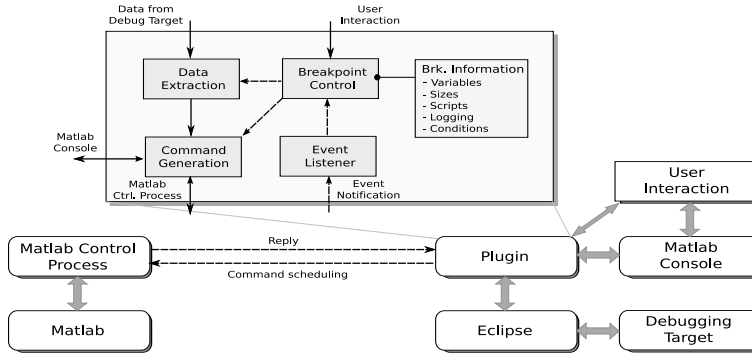 Data from
Debug Target
User
Interaction
Data
Extraction
Breakpoint
Control
Brk. Information
- Variables
- Sizes
- Scripts
- Logging
- Conditions
Matlab
Console
Command
Generation
Event
Listener
Matlab
Ctrl. Process
Event
Notification
User
Interaction
Matlab Control
Process
Reply
Command scheduling
Plugin
Matlab
Console
Matlab
Eclipse
Debugging
Target